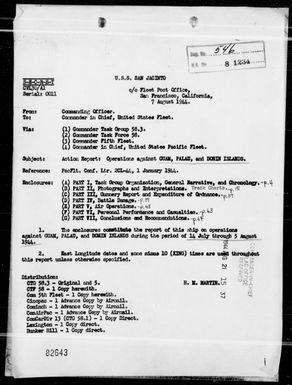 U.S.S. SAN JACINTO
Reg. No. 546
8 1234
CVL30/A1
Serial: 0011
c/o Fleet Post Office,
San Francisco, California,
7 August 1944.
From: Commanding Officer.
To: Commander in Chief, United States Fleet.
Via: (1) Commander Task Group 58.3.
(2) Commander Task Force 58.
(3) Commander Fifth Fleet.
(4) Commander in Chief, United States Pacific Fleet.
Subject: Action Report: Operations against GUAM, PALAU, and BONIN ISLANDS.
Reference: PacFlt. Conf. Ltr. 2CL-44, 1 January 1944.
Enclosures: (A) PART I, Task Group Organization, General Narrative, and Chronology.
(B) PART II, Photographs and Interpretations. Track Charts.
(C) PART III, Gunnery Report and Expenditure of Ordnance.
(D) PART IV, Battle Damage.
(E) PART V, Air Operations.
(F) PART VI, Personnel Performance and Casualties.
(G) PART VII, Conclusions and Recommendations.
1. The enclosures constitute the report of this ship on operations
against GUAM, PALAU, and BONIN ISLANDS during the period of 14 July through 5 August
1944.
2. East Longitude dates and zone minus 10 (KING) times are used throughout
this report unless otherwise specified.
H. M. MARTIN.
Distribution:
CTG 58.3 - Original and 5.
CTF 58 - 1 Copy herewith.
Com 5th Fleet - 1 Copy herewith.
Cincpac - 1 Advance Copy by Airmail.
Cominch - 1 Advance Copy by Airmail.
ComAirPac - 1 Advance Copy by Airmail.
ComCarDiv 13 (CTG 58.1) - 1 Copy Direct.
Lexington - 1 Copy direct.
Bunker Hill - 1 Copy direct.
82643